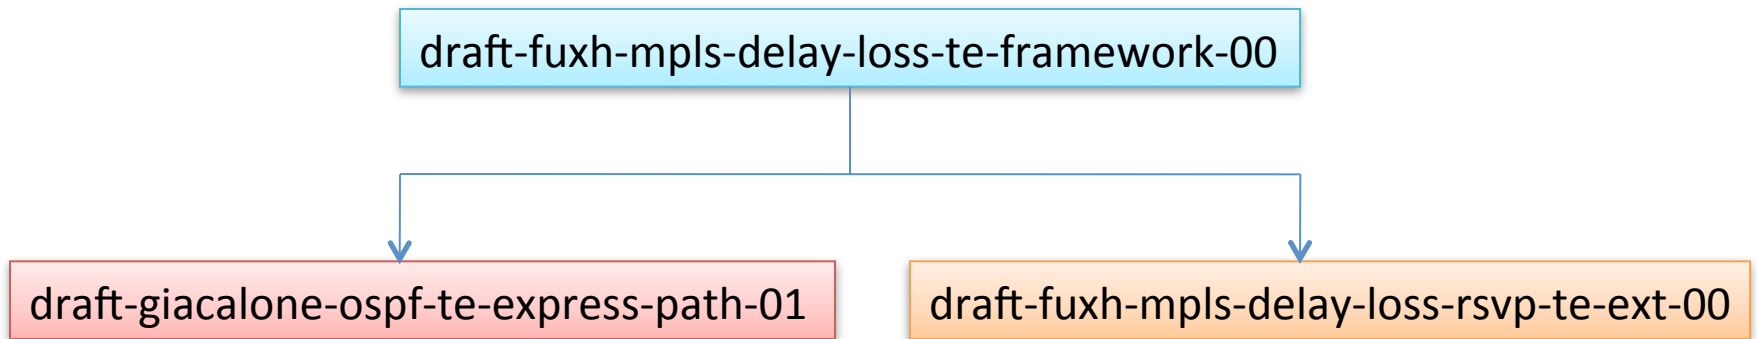 draft-fuxh-mpls-delay-loss-te-framework-00
draft-giacalone-ospf-te-express-path-01
draft-fuxh-mpls-delay-loss-rsvp-te-ext-00